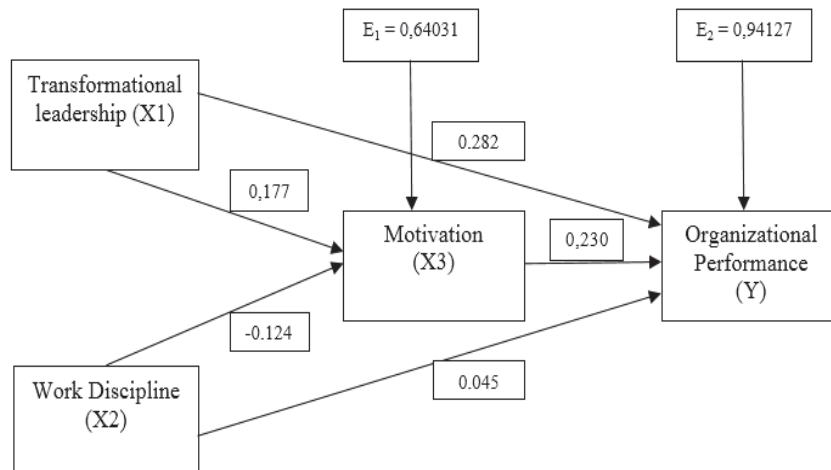 E₁ = 0,64031
E₂ = 0,94127
Transformational
leadership (X1)
0.282
0,177
Motivation
(X3)
0,230
Organizational
Performance
(Y)
-0.124
Work Discipline
(X2)
0.045